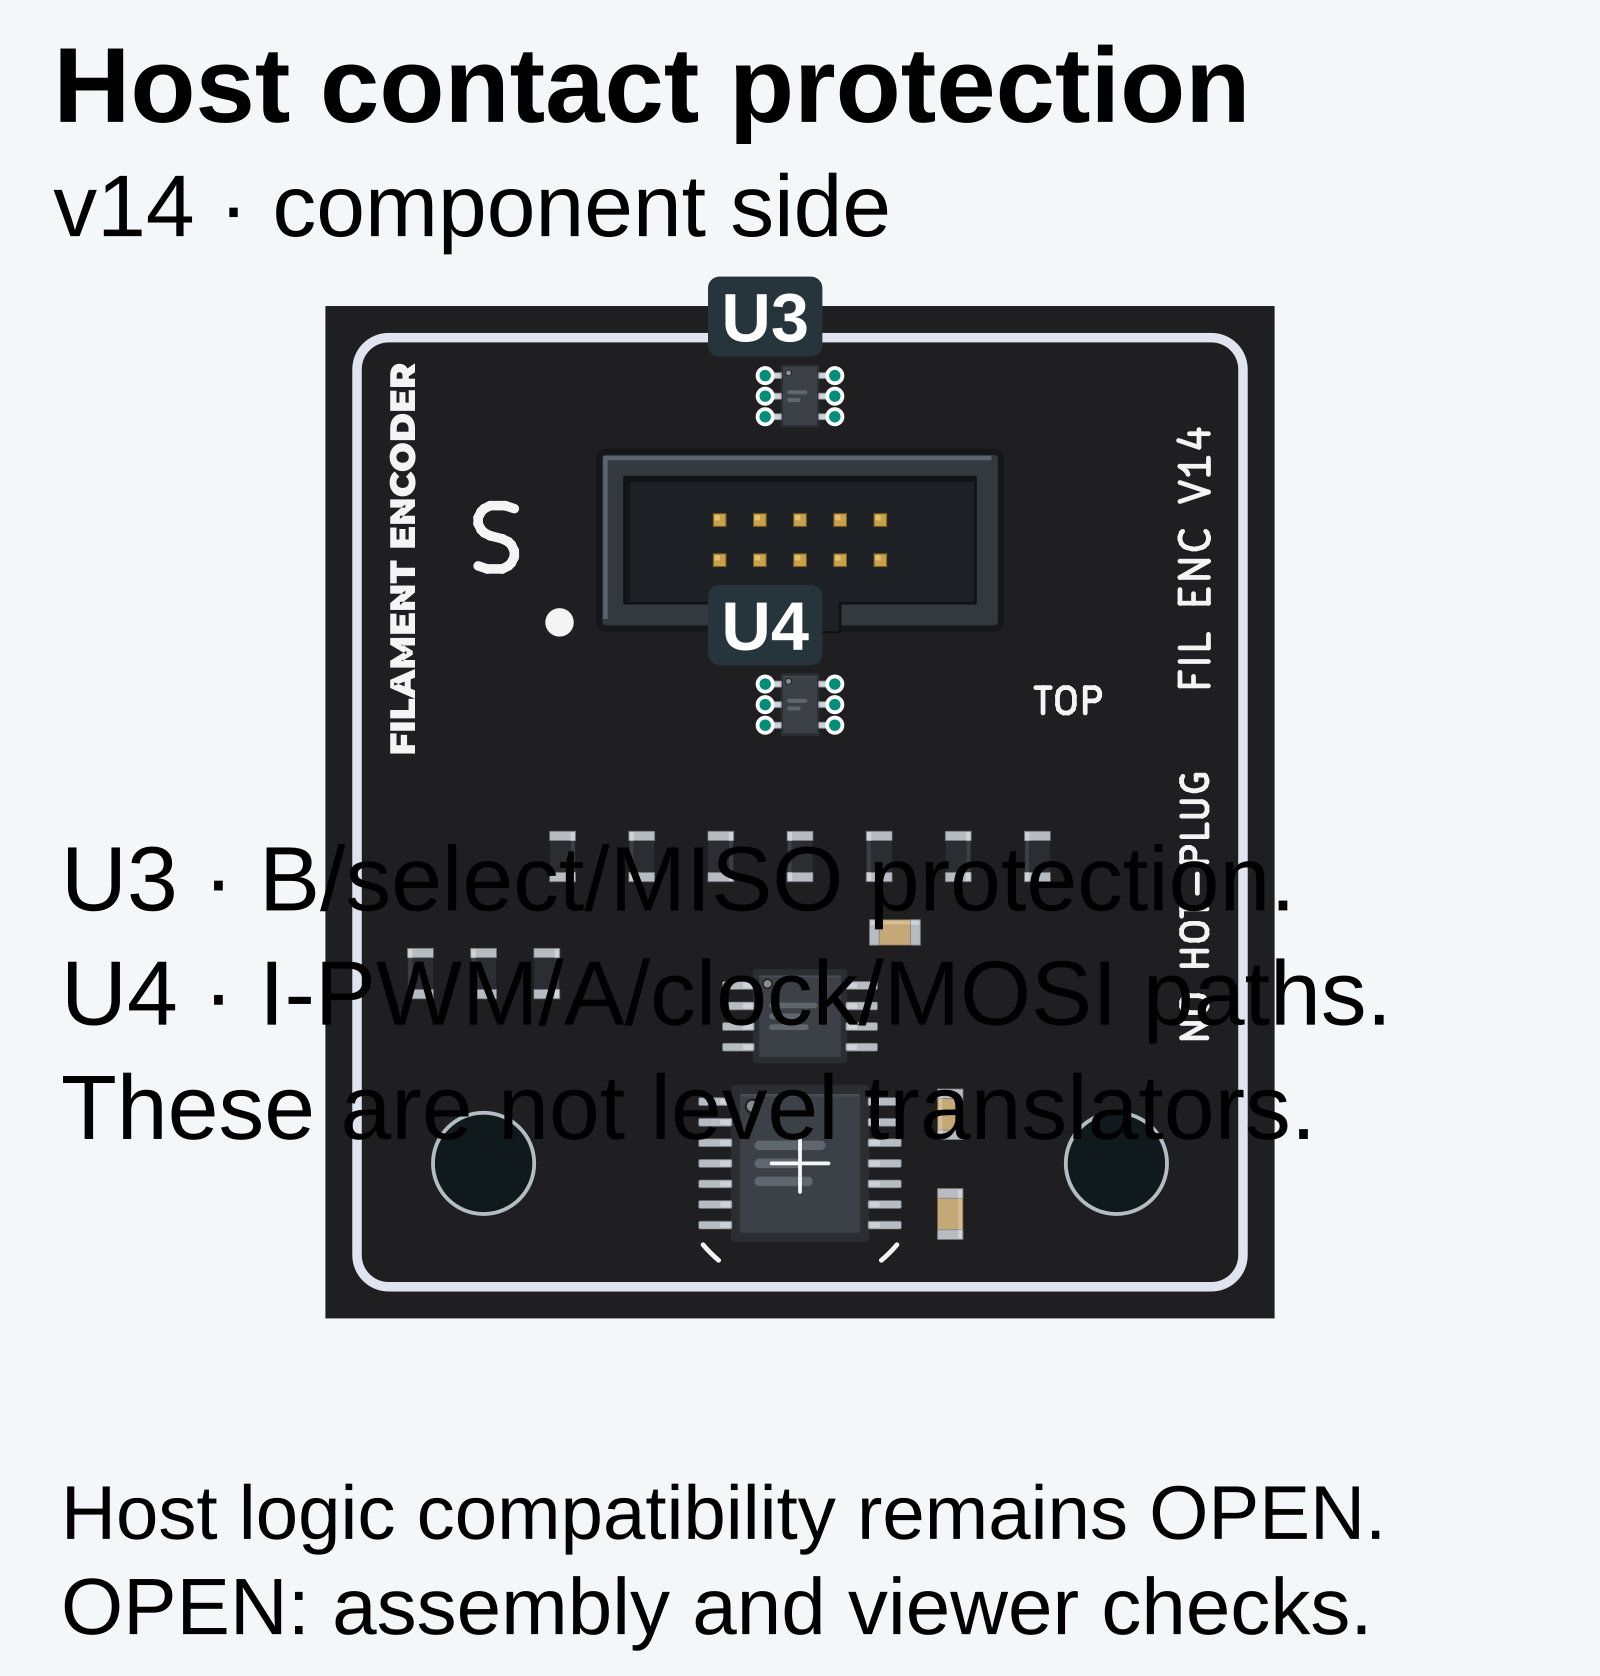 Host contact protection
v14 · component side
U3
FILAMENT ENCODER
S
FIL ENC V14
U4
TOP
NO HOT-PLUG
U3 · B/select/MISO protection.
U4 · I-PWM/A/clock/MOSI paths.
These are not level translators.
Host logic compatibility remains OPEN.
OPEN: assembly and viewer checks.